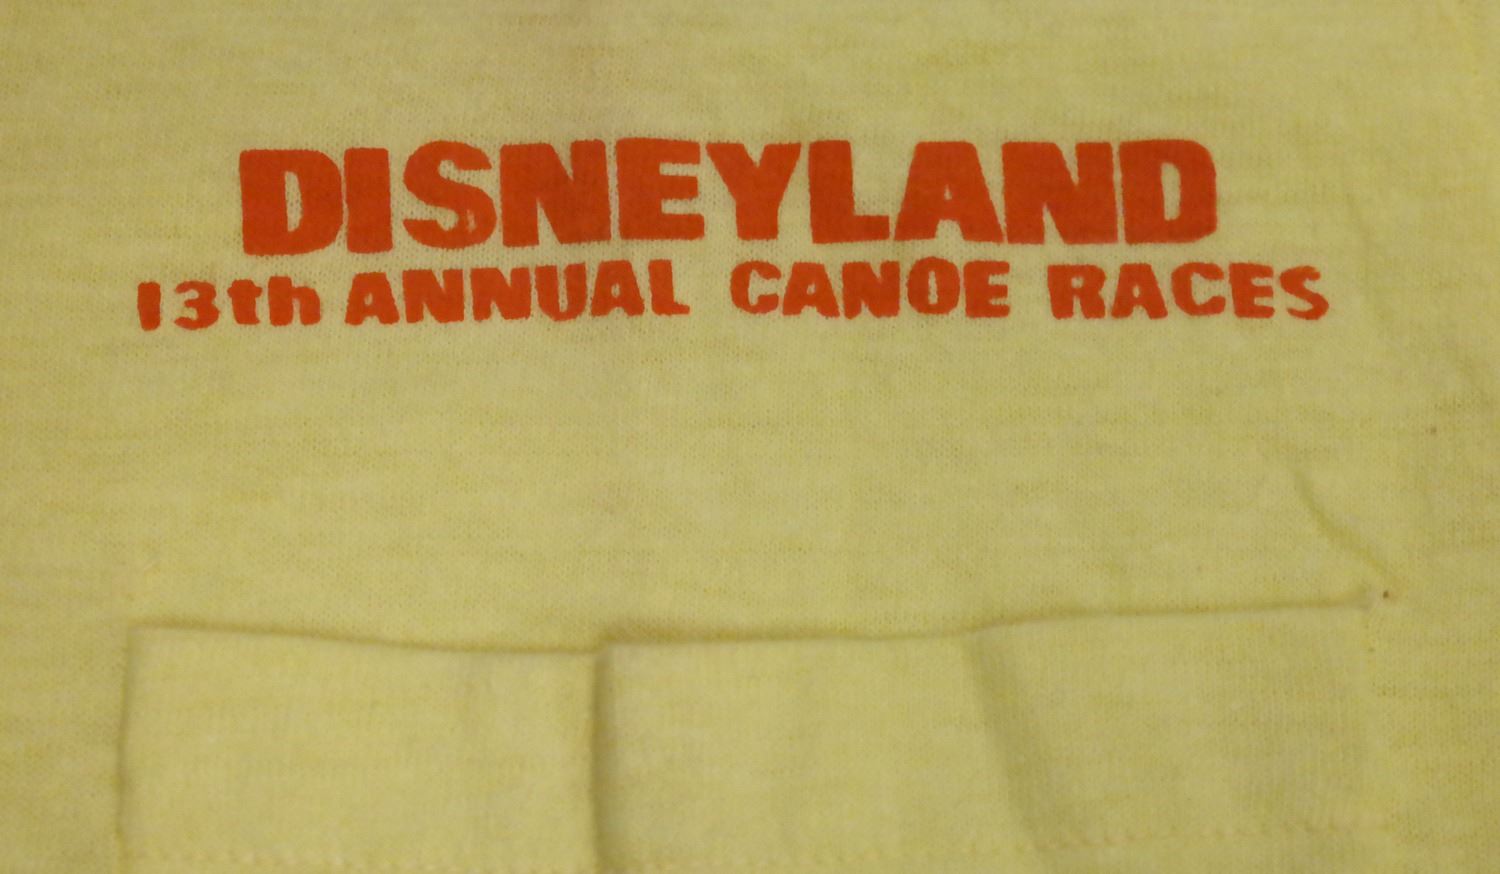 DISNEYLAND
13th ANNUAL CANOE RACES